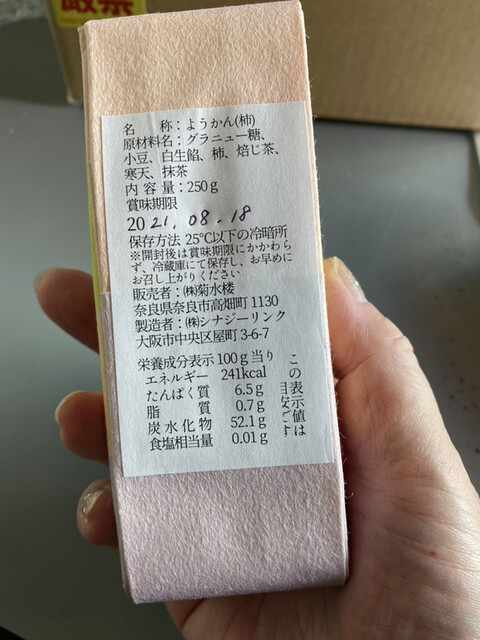 名　　称：ようかん(柿)
原材料名：グラニュー糖、
小豆、白生餡、柿、焙じ茶、
寒天、抹茶
内 容 量：250g
賞味期限
2021.08.18
保存方法 25℃以下の冷暗所
※開封後は賞味期限にかかわら
ず、冷蔵庫にて保存し、お早めに
お召し上がりください
販売者：㈱菊水楼
奈良県奈良市高畑町1130
製造者：㈱シナジーリンク
大阪市中央区瓦屋町3-6-7
栄養成分表示100g当り
エネルギー 241kcal
たんぱく質 6.5g
脂　　質 0.7g
炭水化物 52.1g
食塩相当量 0.01g
この表示値は
目安です